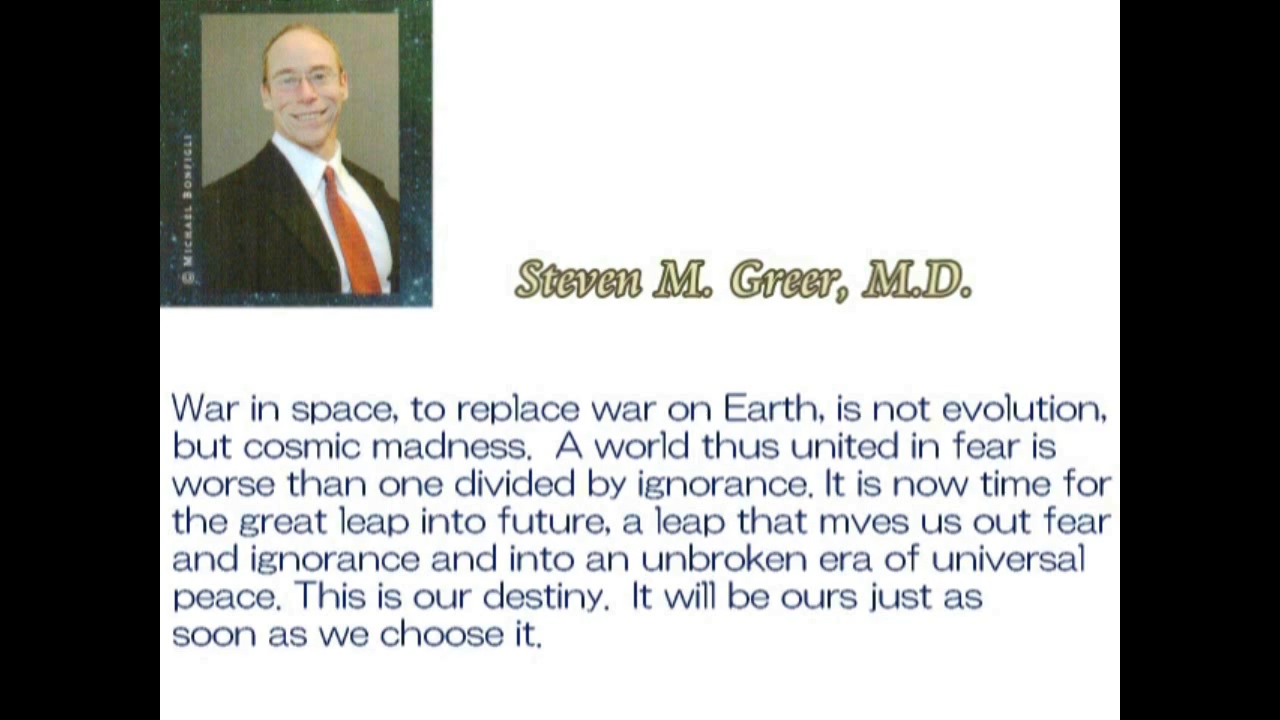 © MICHAEL BONFIGLI
Steven M. Greer, M.D.
War in space, to replace war on Earth, is not evolution,
but cosmic madness. A world thus united in fear is
worse than one divided by ignorance. It is now time for
the great leap into future, a leap that mves us out fear
and ignorance and into an unbroken era of universal
peace. This is our destiny. It will be ours just as
soon as we choose it.